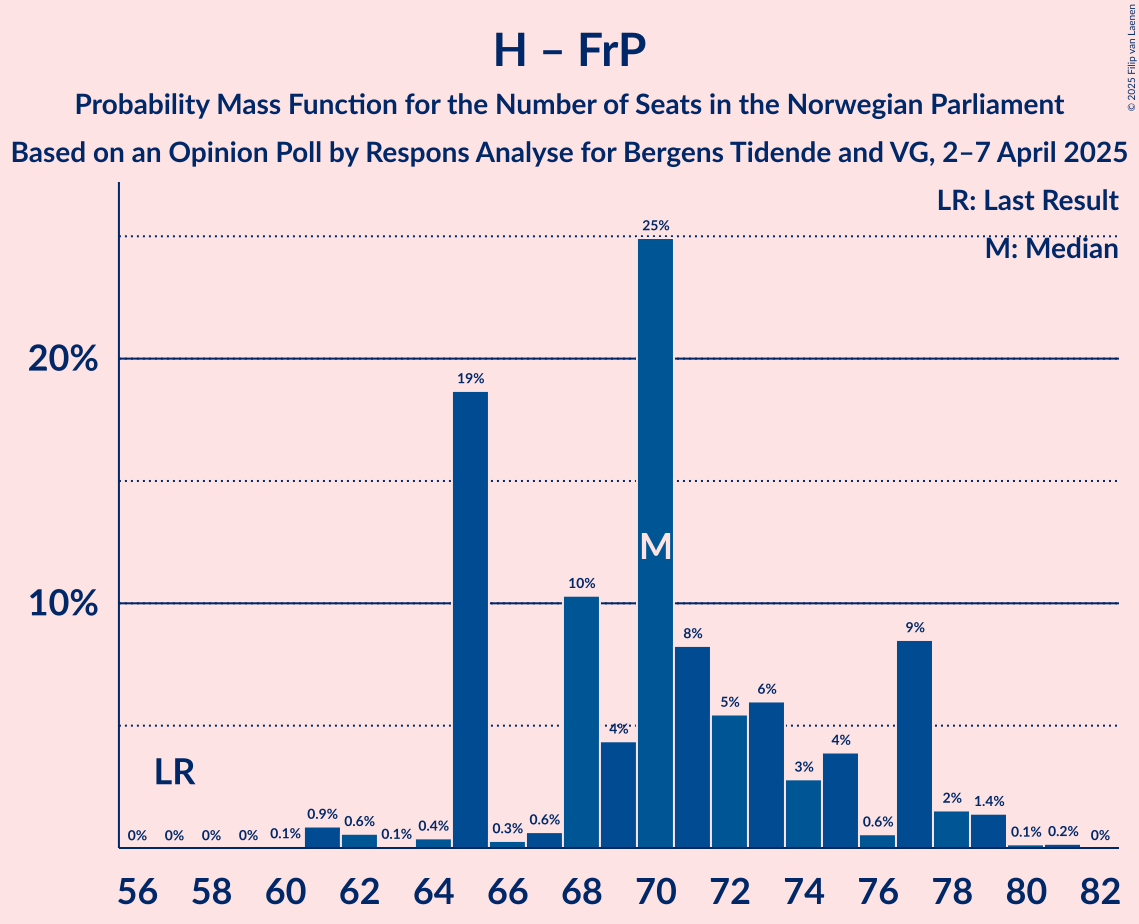 H – FrP
Probability Mass Function for the Number of Seats in the Norwegian Parliament
Based on an Opinion Poll by Respons Analyse for Bergens Tidende and VG, 2–7 April 2025
© 2025 Filip van Laenen
LR: Last Result
M: Median
25%
20%
19%
10%
10%
M
8%
9%
6%
5%
4%
4%
LR
3%
2%
1.4%
0% 0% 0% 0% 0.1% 0.9% 0.6% 0.1% 0.4% 0.3% 0.6% 0.6% 0.1% 0.2% 0%
56 58 60 62 64 66 68 70 72 74 76 78 80 82